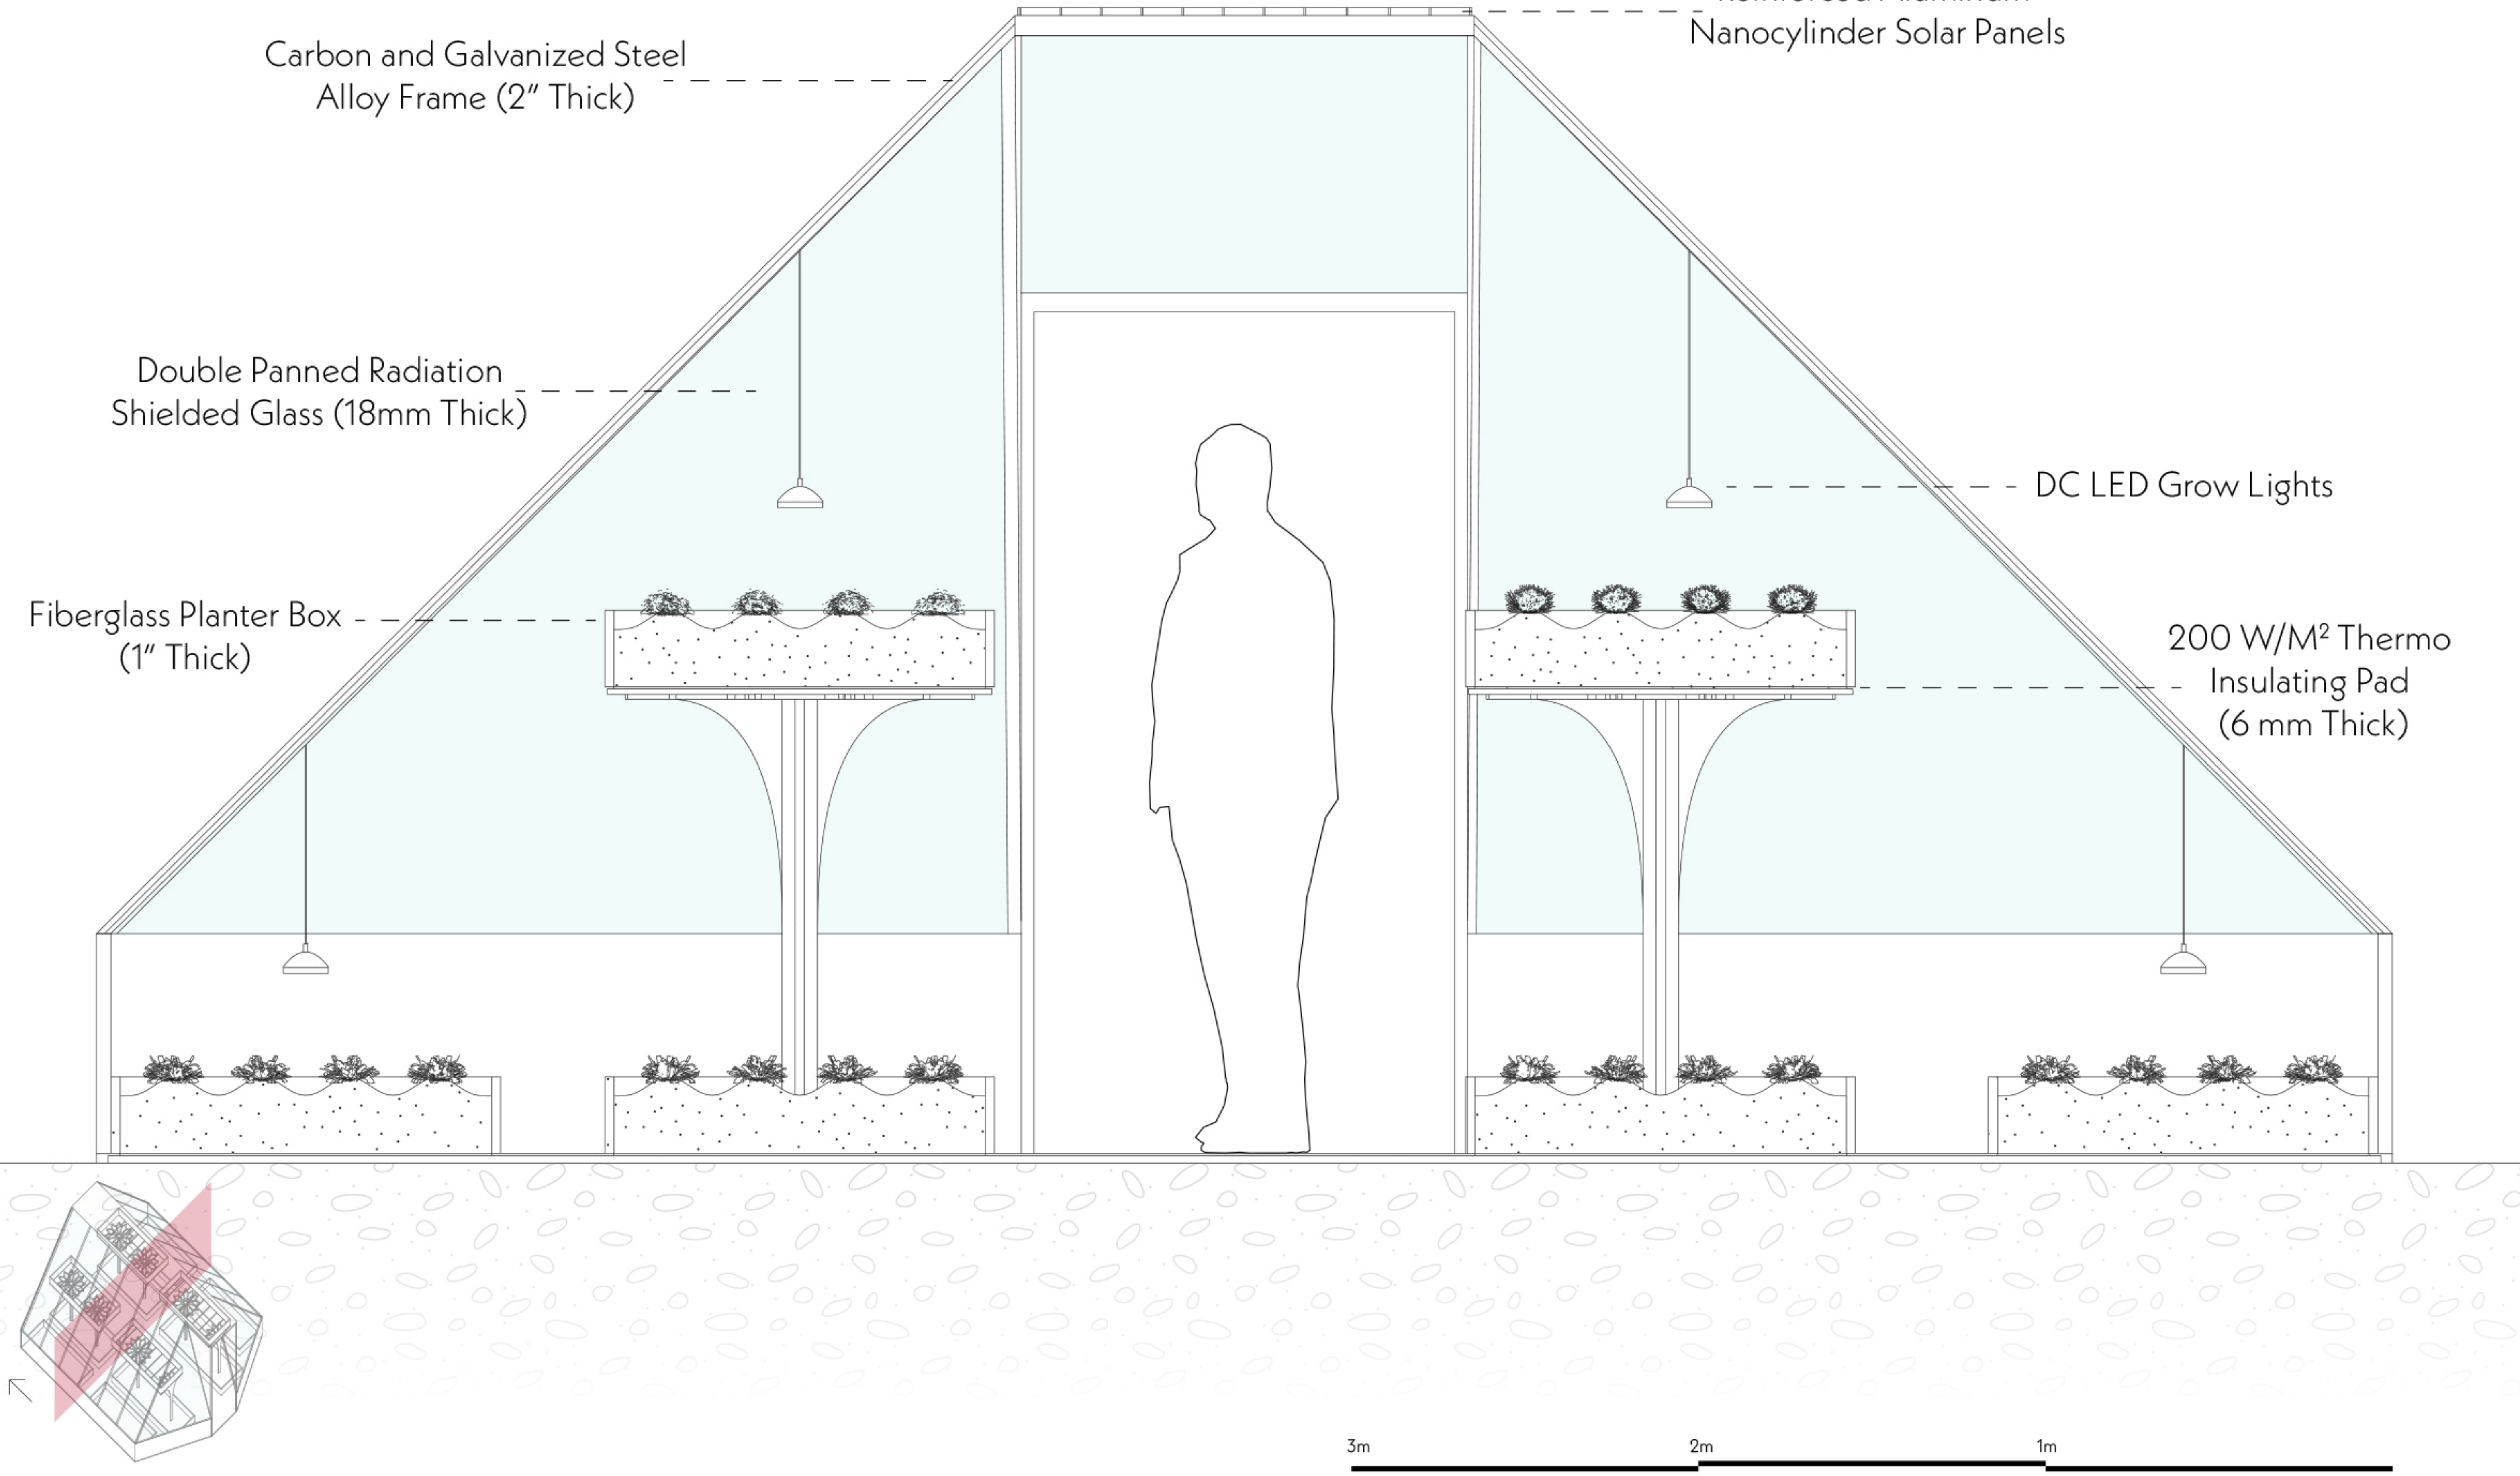 Nanocylinder Solar Panels
Carbon and Galvanized Steel
Alloy Frame (2" Thick)
Double Panned Radiation
Shielded Glass (18mm Thick)
DC LED Grow Lights
Fiberglass Planter Box
(1" Thick)
200 W/M² Thermo
Insulating Pad
(6 mm Thick)
3m
2m
1m